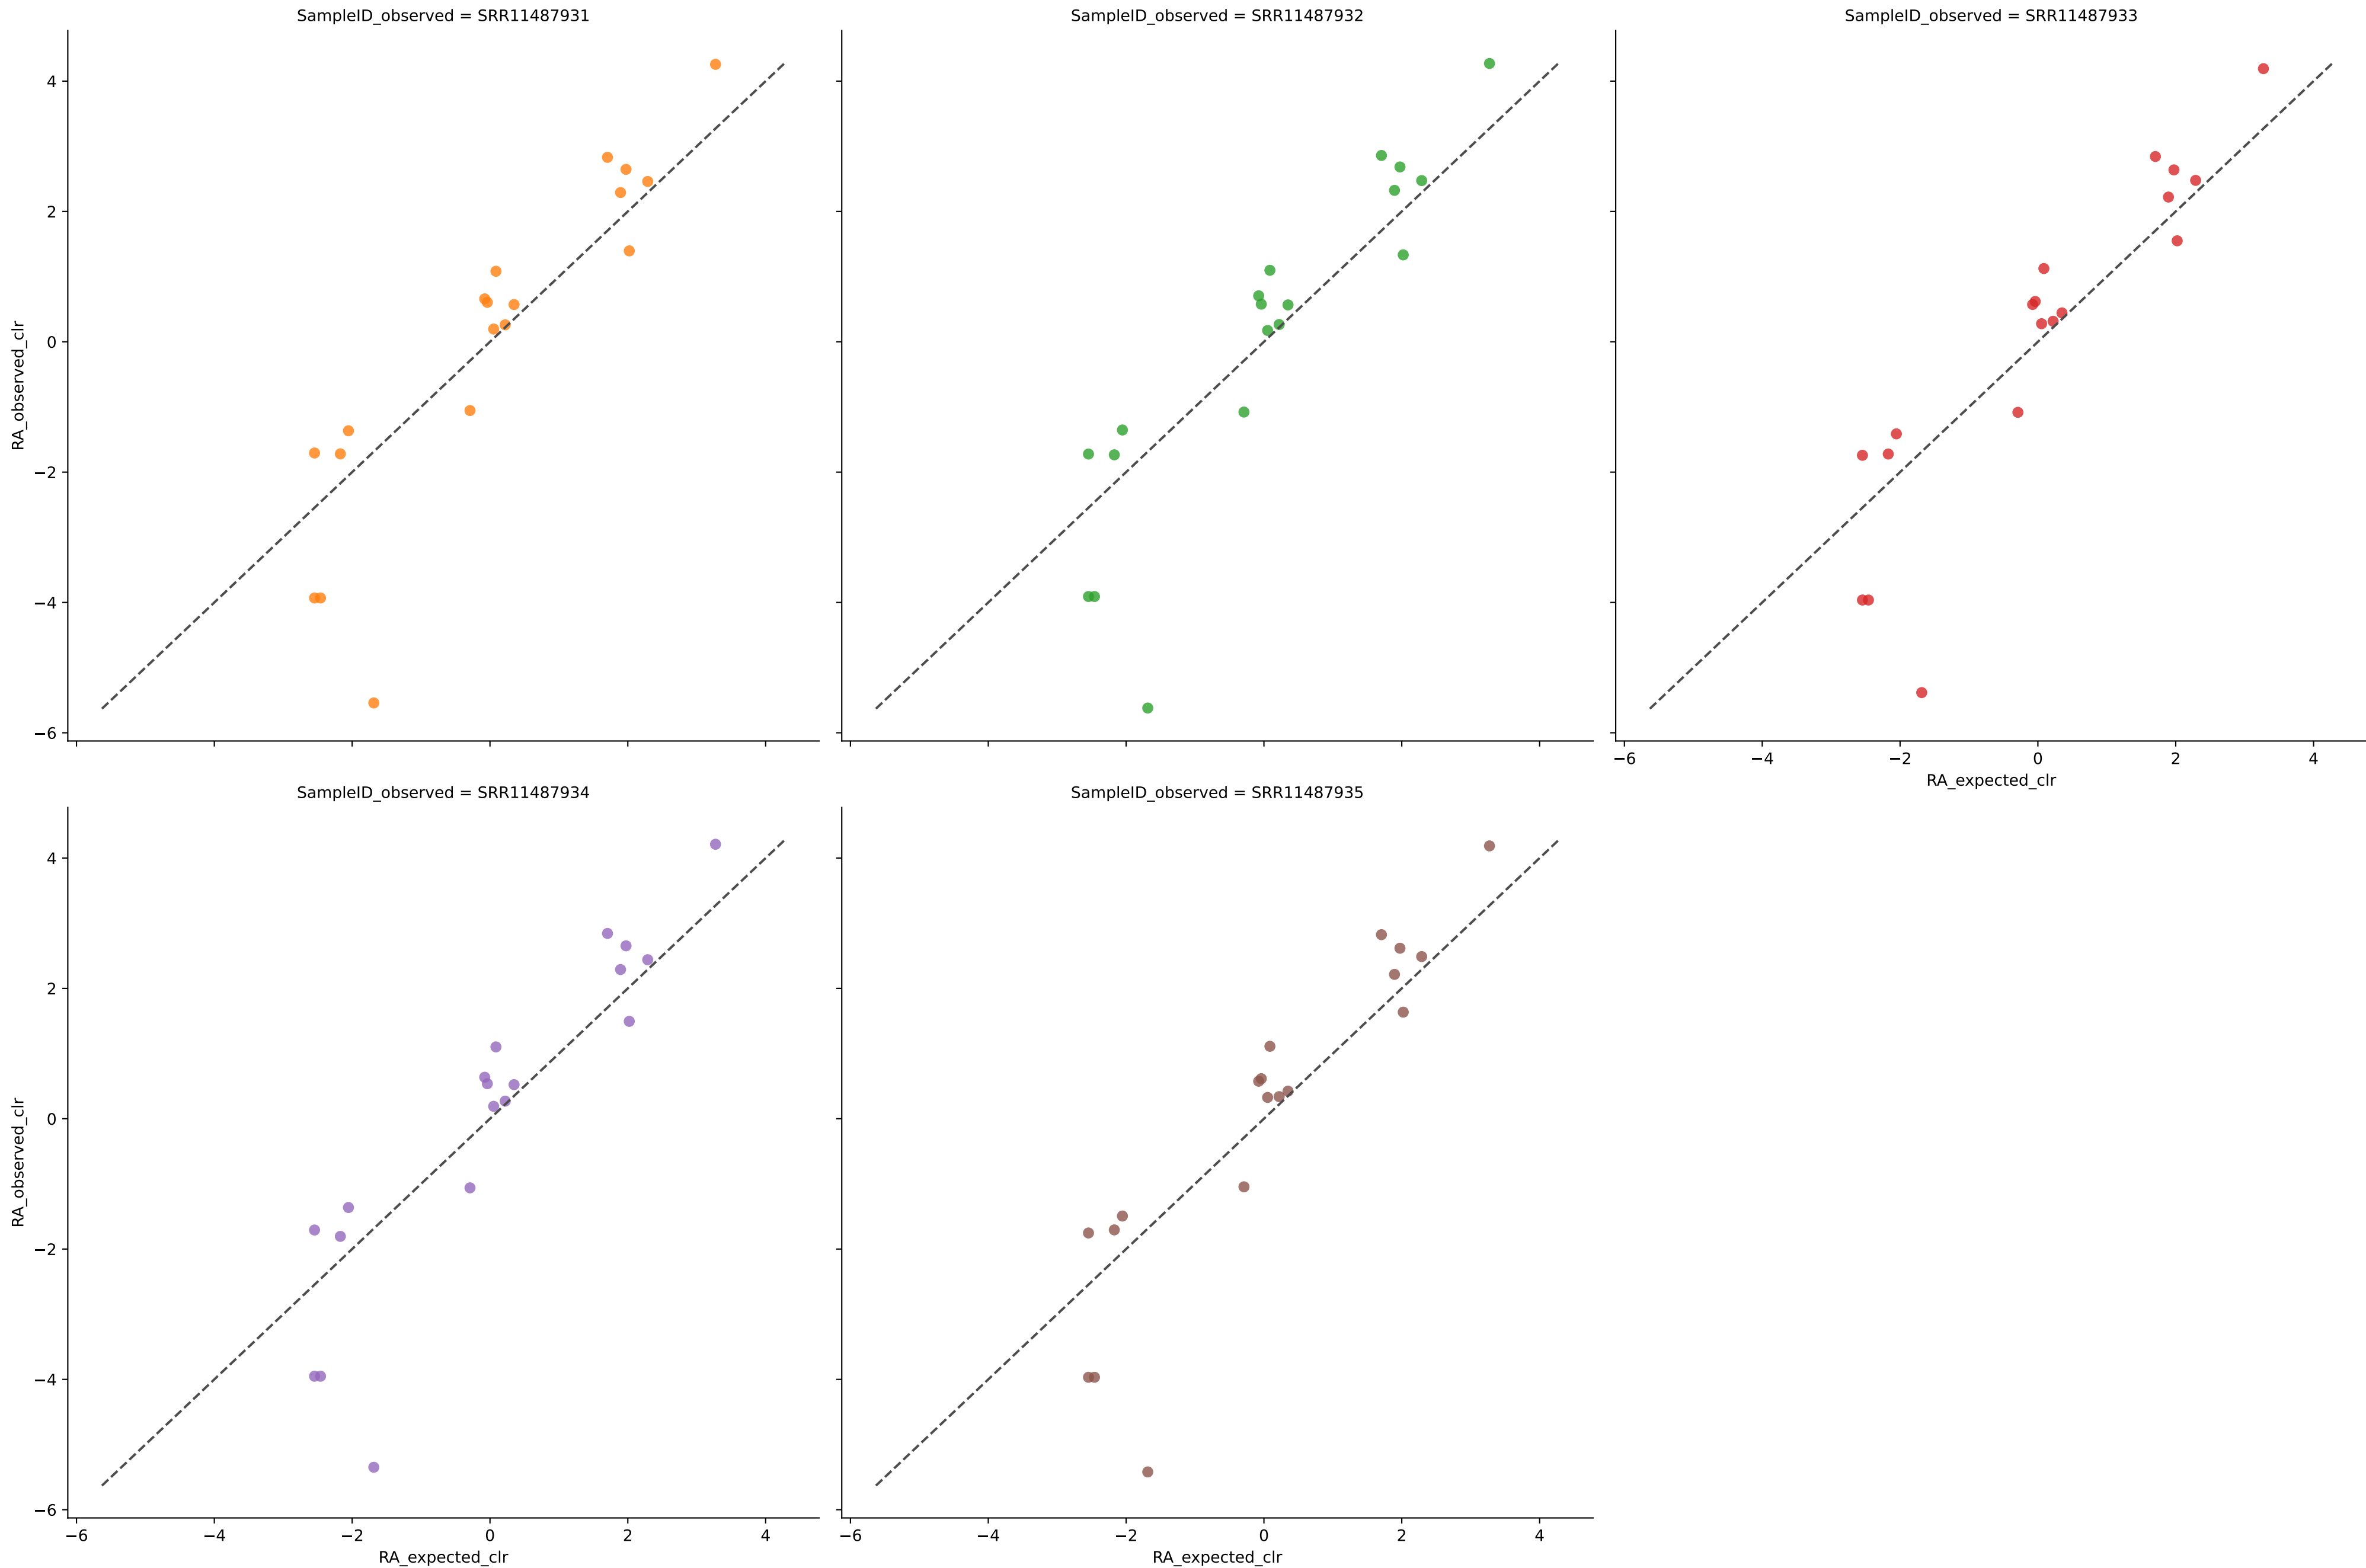 SampleID_observed = SRR11487931
SampleID_observed = SRR11487932
SampleID_observed = SRR11487933
4
2
0
−2
−4
−6
RA_observed_clr
−6 −4 −2 0 2 4
RA_expected_clr
SampleID_observed = SRR11487934
SampleID_observed = SRR11487935
4
2
0
−2
−4
−6
RA_observed_clr
−6 −4 −2 0 2 4
RA_expected_clr
−6 −4 −2 0 2 4
RA_expected_clr